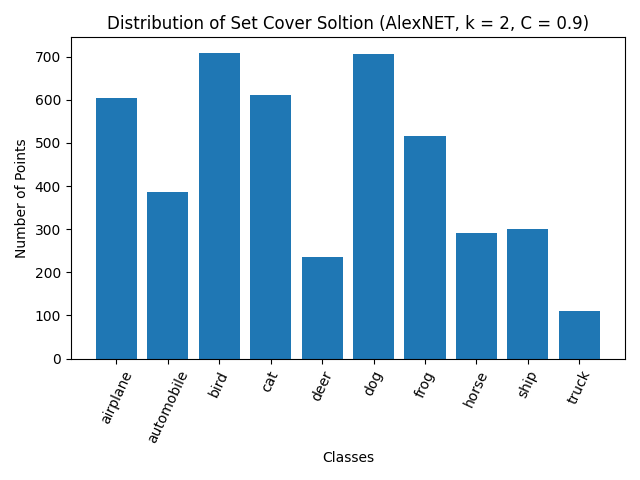 Distribution of Set Cover Soltion (AlexNET, k = 2, C = 0.9)
Number of Points
700
600
500
400
300
200
100
0
airplane
automobile
bird
cat
deer
dog
frog
horse
ship
truck
Classes